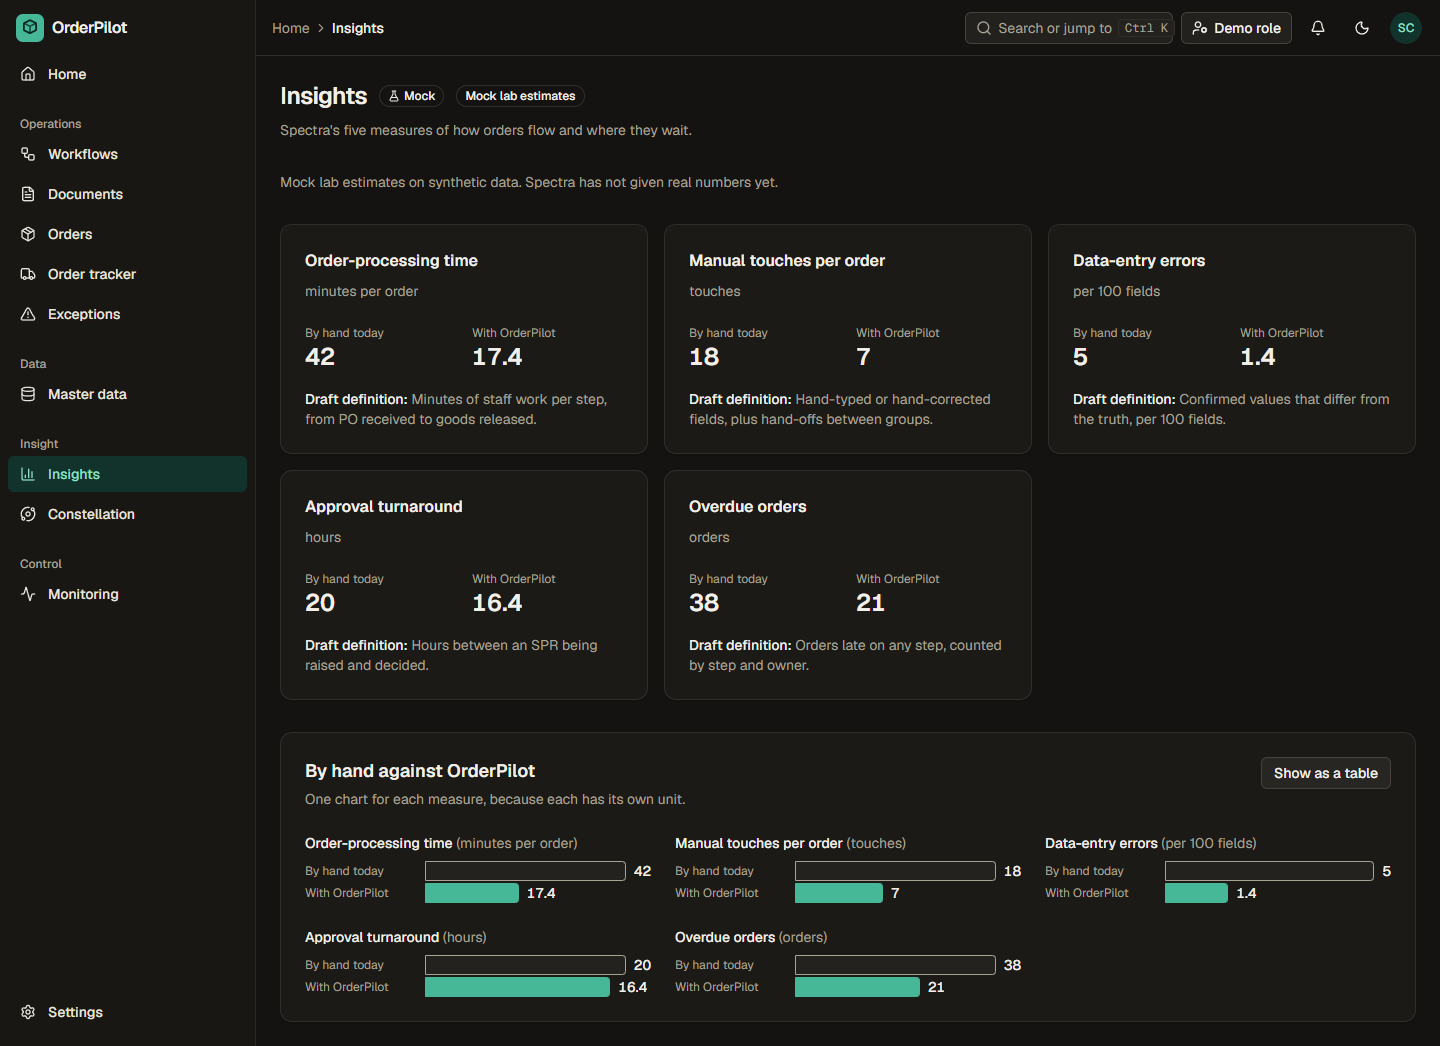 OrderPilot
Home
Operations
Workflows
Documents
Orders
Order tracker
Exceptions
Data
Master data
Insight
Insights
Constellation
Control
Monitoring
Settings
Home > Insights
Search or jump to Ctrl K
Demo role
SC
Insights
Mock
Mock lab estimates
Spectra's five measures of how orders flow and where they wait.
Mock lab estimates on synthetic data. Spectra has not given real numbers yet.
Order-processing time
minutes per order
By hand today
With OrderPilot
42
17.4
Draft definition: Minutes of staff work per step,
from PO received to goods released.
Manual touches per order
touches
By hand today
With OrderPilot
18
7
Draft definition: Hand-typed or hand-corrected
fields, plus hand-offs between groups.
Data-entry errors
per 100 fields
By hand today
With OrderPilot
5
1.4
Draft definition: Confirmed values that differ from
the truth, per 100 fields.
Approval turnaround
hours
By hand today
With OrderPilot
20
16.4
Draft definition: Hours between an SPR being
raised and decided.
Overdue orders
orders
By hand today
With OrderPilot
38
21
Draft definition: Orders late on any step, counted
by step and owner.
By hand against OrderPilot
Show as a table
One chart for each measure, because each has its own unit.
Order-processing time (minutes per order)
By hand today 42
With OrderPilot 17.4
Manual touches per order (touches)
By hand today 18
With OrderPilot 7
Data-entry errors (per 100 fields)
By hand today 5
With OrderPilot 1.4
Approval turnaround (hours)
By hand today 20
With OrderPilot 16.4
Overdue orders (orders)
By hand today 38
With OrderPilot 21